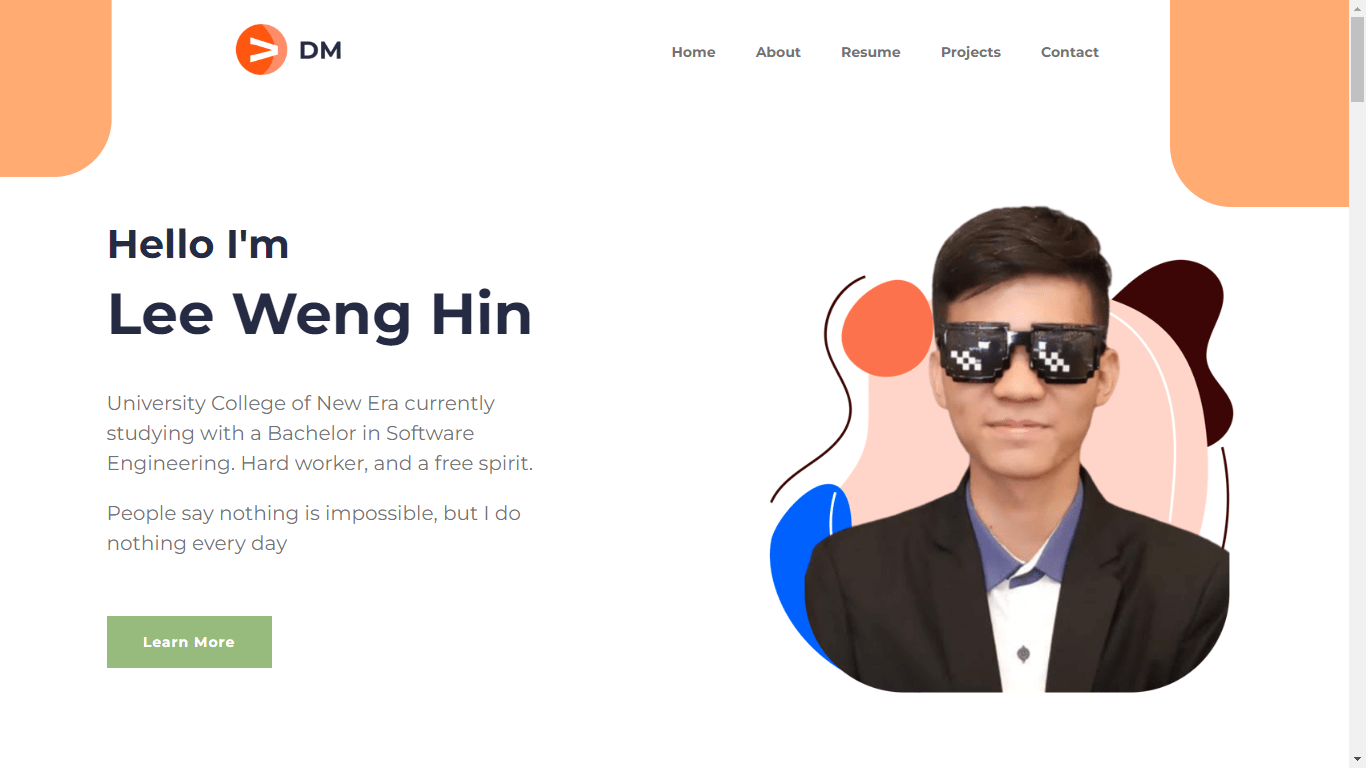 DM
Home About Resume Projects Contact
Hello I'm
Lee Weng Hin
University College of New Era currently
studying with a Bachelor in Software
Engineering. Hard worker, and a free spirit.
People say nothing is impossible, but I do
nothing every day
Learn More